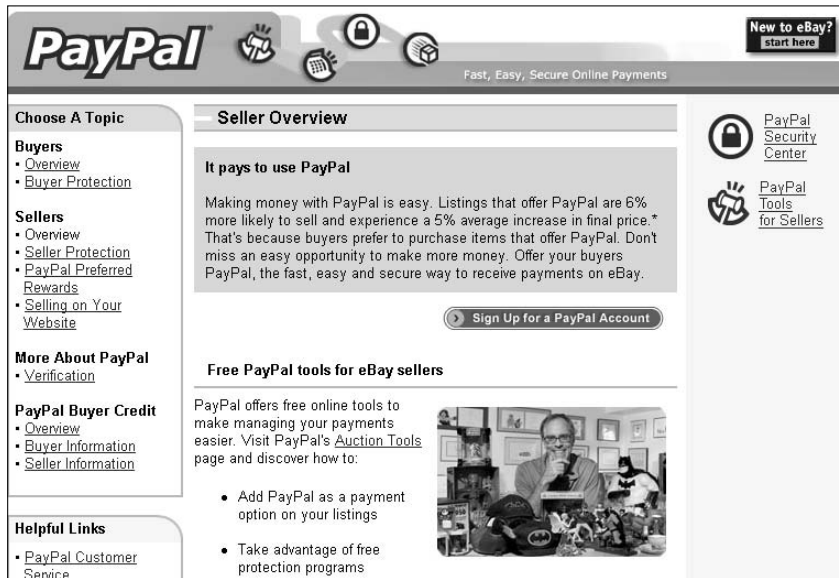 PayPal
Fast, Easy, Secure Online Payments
New to eBay?
start here
Choose A Topic
Buyers
• Overview
• Buyer Protection
Sellers
• Overview
• Seller Protection
• PayPal Preferred
Rewards
• Selling on Your
Website
More About PayPal
• Verification
PayPal Buyer Credit
• Overview
• Buyer Information
• Seller Information
Helpful Links
• PayPal Customer
Service
Seller Overview
It pays to use PayPal
Making money with PayPal is easy. Listings that offer PayPal are 6%
more likely to sell and experience a 5% average increase in final price.*
That's because buyers prefer to purchase items that offer PayPal. Don't
miss an easy opportunity to make more money. Offer your buyers
PayPal, the fast, easy and secure way to receive payments on eBay.
Sign Up for a PayPal Account
Free PayPal tools for eBay sellers
PayPal offers free online tools to
make managing your payments
easier. Visit PayPal's Auction Tools
page and discover how to:
• Add PayPal as a payment
option on your listings
• Take advantage of free
protection programs
PayPal
Security
Center
PayPal
Tools
for Sellers